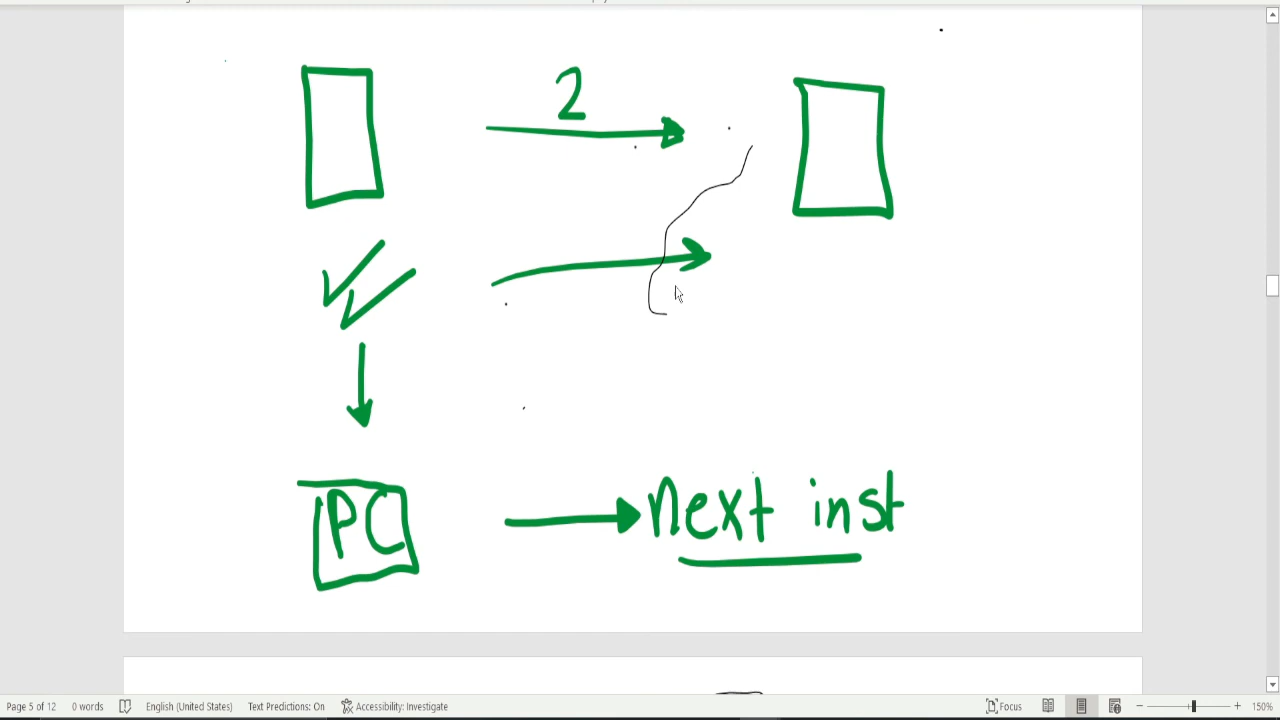 2
PC
next inst
Page 5 of 12 0 words English (United States) Text Predictions: On Accessibility: Investigate Focus 150%